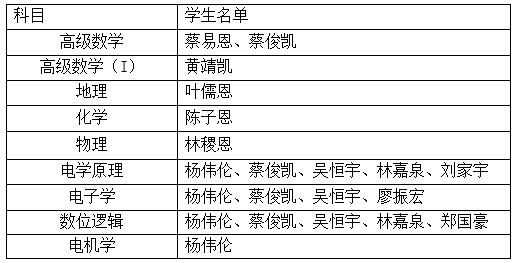 科目 学生名单
高级数学 蔡易恩、蔡俊凯
高级数学（I） 黄靖凯
地理 叶儒恩
化学 陈子恩
物理 林稷恩
电学原理 杨伟伦、蔡俊凯、吴恒宇、林嘉泉、刘家宇
电子学 杨伟伦、蔡俊凯、吴恒宇、廖振宏
数位逻辑 杨伟伦、蔡俊凯、吴恒宇、林嘉泉、郑国豪
电机学 杨伟伦